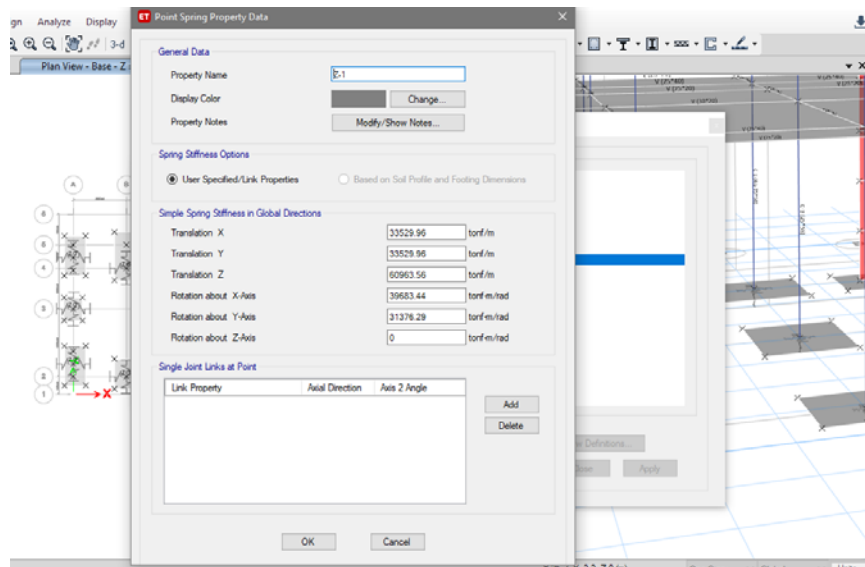 gn Analyze Display
3-d
Plan View - Base - Z
ET Point Spring Property Data
General Data
Property Name Z-1
Display Color Change...
Property Notes Modify/Show Notes...
Spring Stiffness Options
User Specified/Link Properties Based on Soil Profile and Footing Dimensions
Simple Spring Stiffness in Global Directions
Translation X 33529.96 tonf/m
Translation Y 33529.96 tonf/m
Translation Z 60963.56 tonf/m
Rotation about X-Axis 39683.44 tonf-m/rad
Rotation about Y-Axis 31376.29 tonf-m/rad
Rotation about Z-Axis 0 tonf-m/rad
Single Joint Links at Point
Link Property Axial Direction Axis 2 Angle
Add
Delete
OK Cancel
Definitions...
Apply
A
6
5
4
3
2
1
X